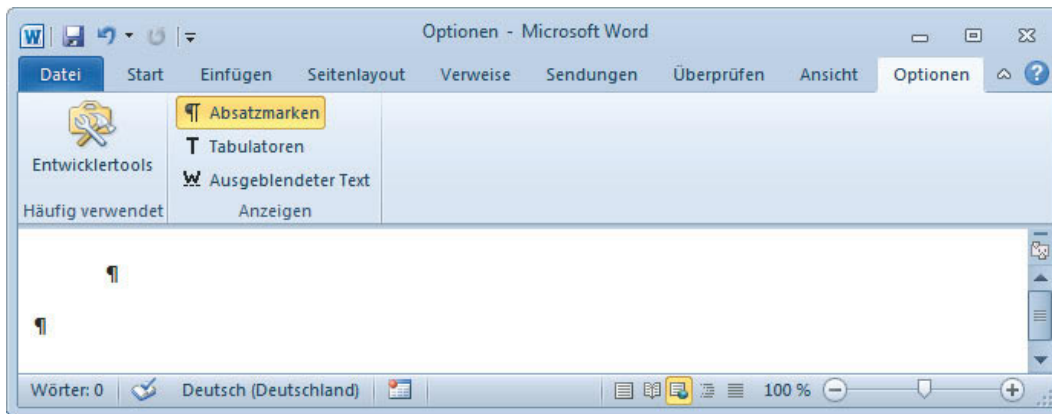 W
Optionen - Microsoft Word
Datei Start Einfügen Seitenlayout Verweise Sendungen Überprüfen Ansicht Optionen ?
¶ Absatzmarken
T Tabulatoren
Entwicklertools
W Ausgeblendeter Text
Häufig verwendet Anzeigen
¶
¶
Wörter: 0 Deutsch (Deutschland) 100 %